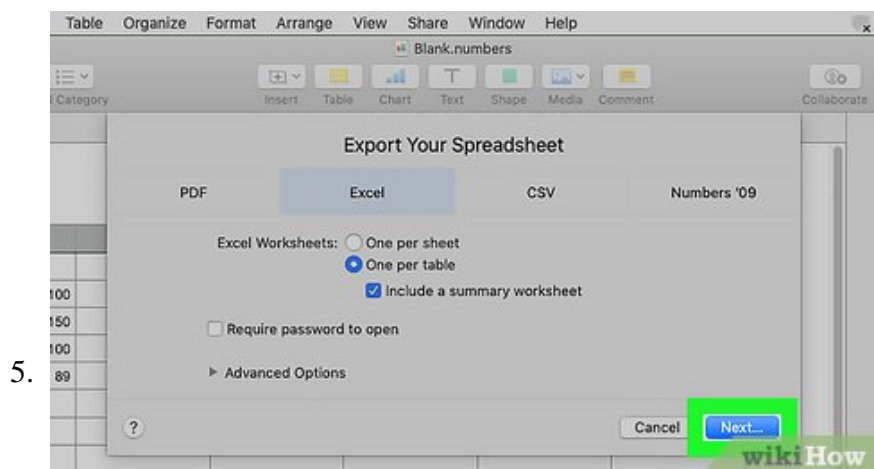 Table Organize Format Arrange View Share Window Help
Blank.numbers
Category Insert Table Chart Text Shape Media Comment Collaborate
Export Your Spreadsheet
PDF Excel CSV Numbers '09
Excel Worksheets: One per sheet
One per table
Include a summary worksheet
100
150
Require password to open
100
5. 89 Advanced Options
? Cancel Next...
wikiHow